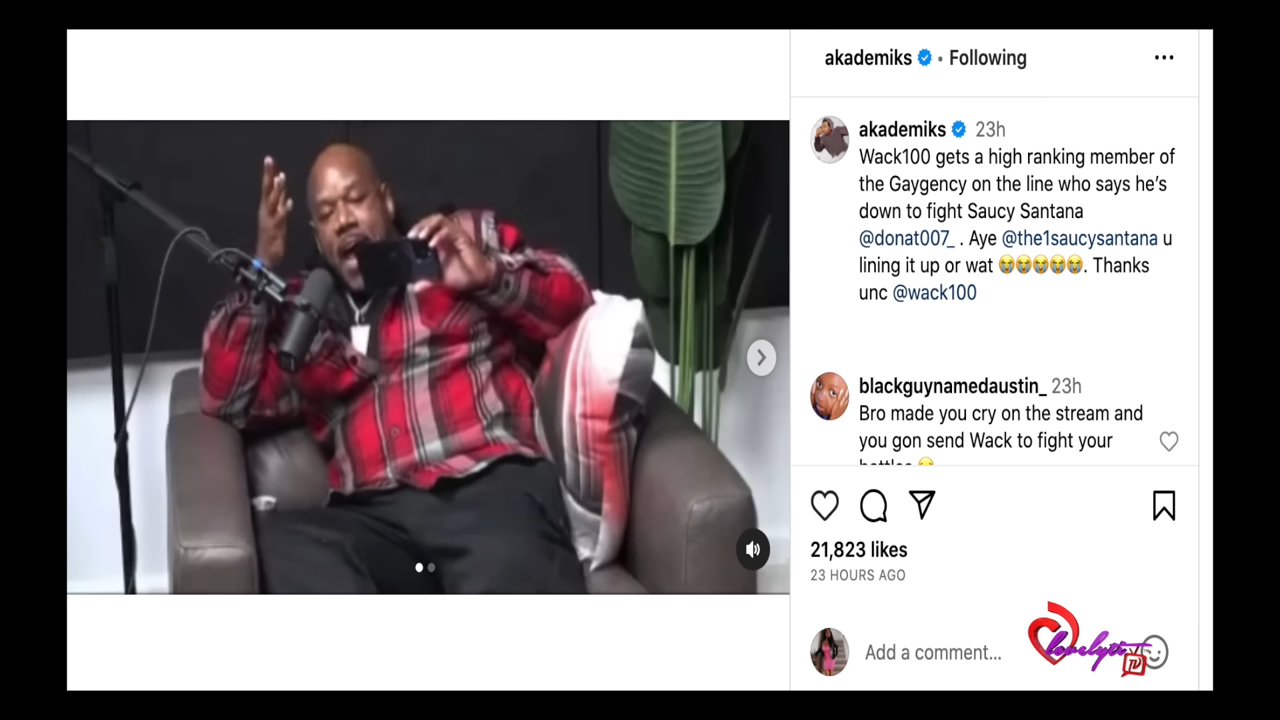 akademiks • Following
akademiks 23h
Wack100 gets a high ranking member of
the Gaygency on the line who says he's
down to fight Saucy Santana
@donat007_ . Aye @the1saucysantana u
lining it up or wat 😭😭😭😭😭. Thanks
unc @wack100
blackguynamedaustin_ 23h
Bro made you cry on the stream and
you gon send Wack to fight your
21,823 likes
23 HOURS AGO
Add a comment...
lovelyti
TV